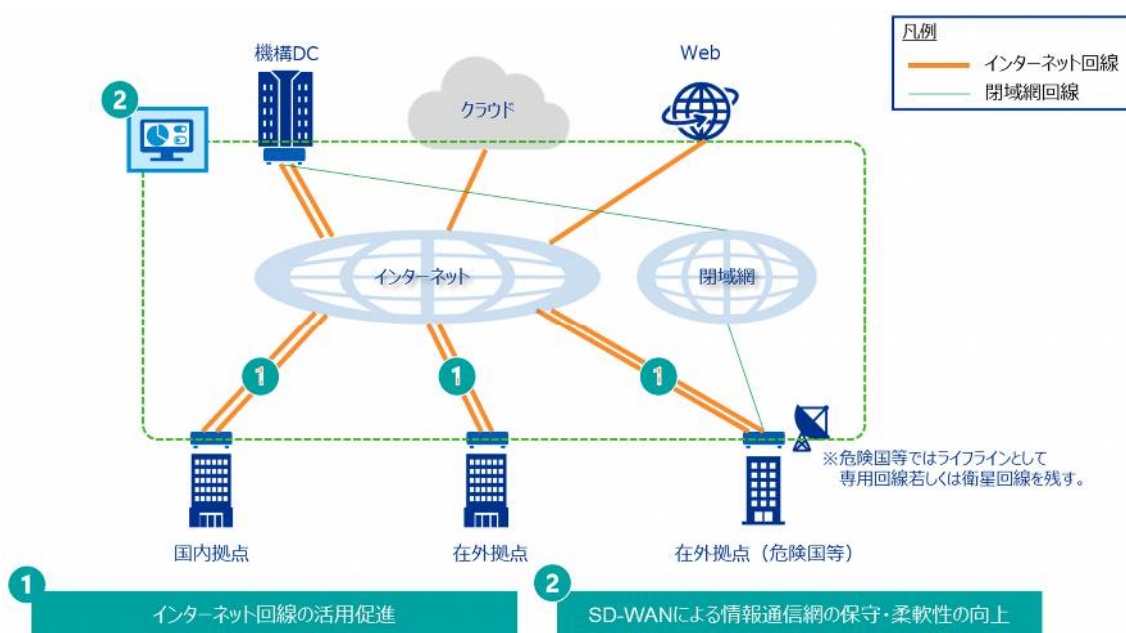 凡例
インターネット回線
閉域網回線
機構DC
クラウド
Web
2
インターネット
閉域網
1
1
1
※危険国等ではライフラインとして
専用回線若しくは衛星回線を残す。
国内拠点
在外拠点
在外拠点（危険国等）
1
インターネット回線の活用促進
2
SD-WANによる情報通信網の保守・柔軟性の向上